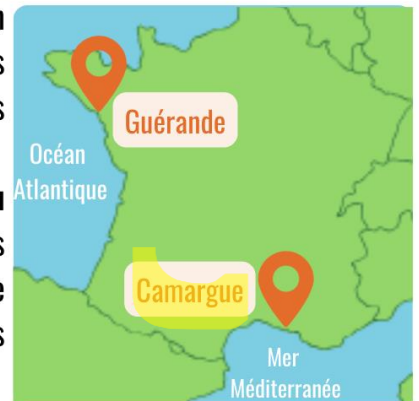 Guérande
Océan
Atlantique
Camargue
Mer
Méditerranée